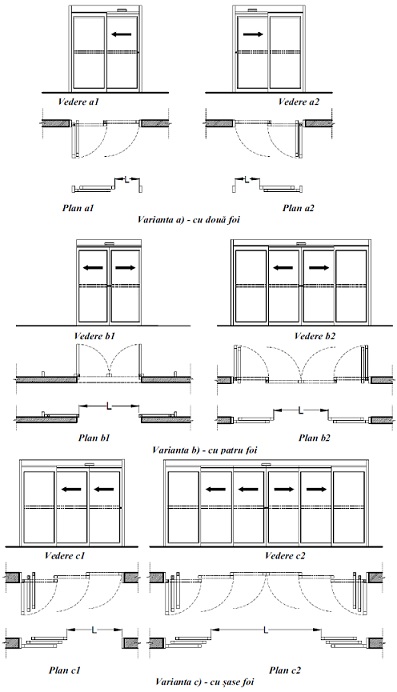 Vedere a1 Vedere a2
L L
Plan a1 Plan a2
Varianta a) - cu două foi
Vedere b1 Vedere b2
L L
Plan b1 Plan b2
Varianta b) - cu patru foi
Vedere c1 Vedere c2
L L
Plan c1 Plan c2
Varianta c) - cu șase foi